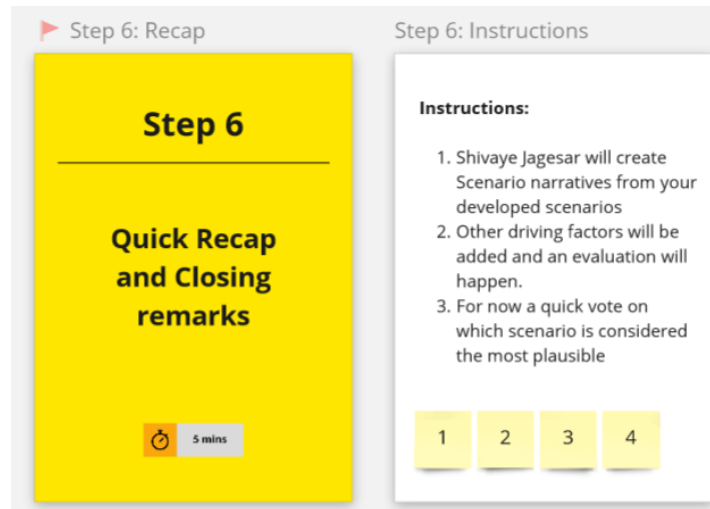 Step 6: Recap
Step 6
Quick Recap
and Closing
remarks
5 mins
Step 6: Instructions
Instructions:
1. Shivaye Jagesar will create
Scenario narratives from your
developed scenarios
2. Other driving factors will be
added and an evaluation will
happen.
3. For now a quick vote on
which scenario is considered
the most plausible
1 2 3 4